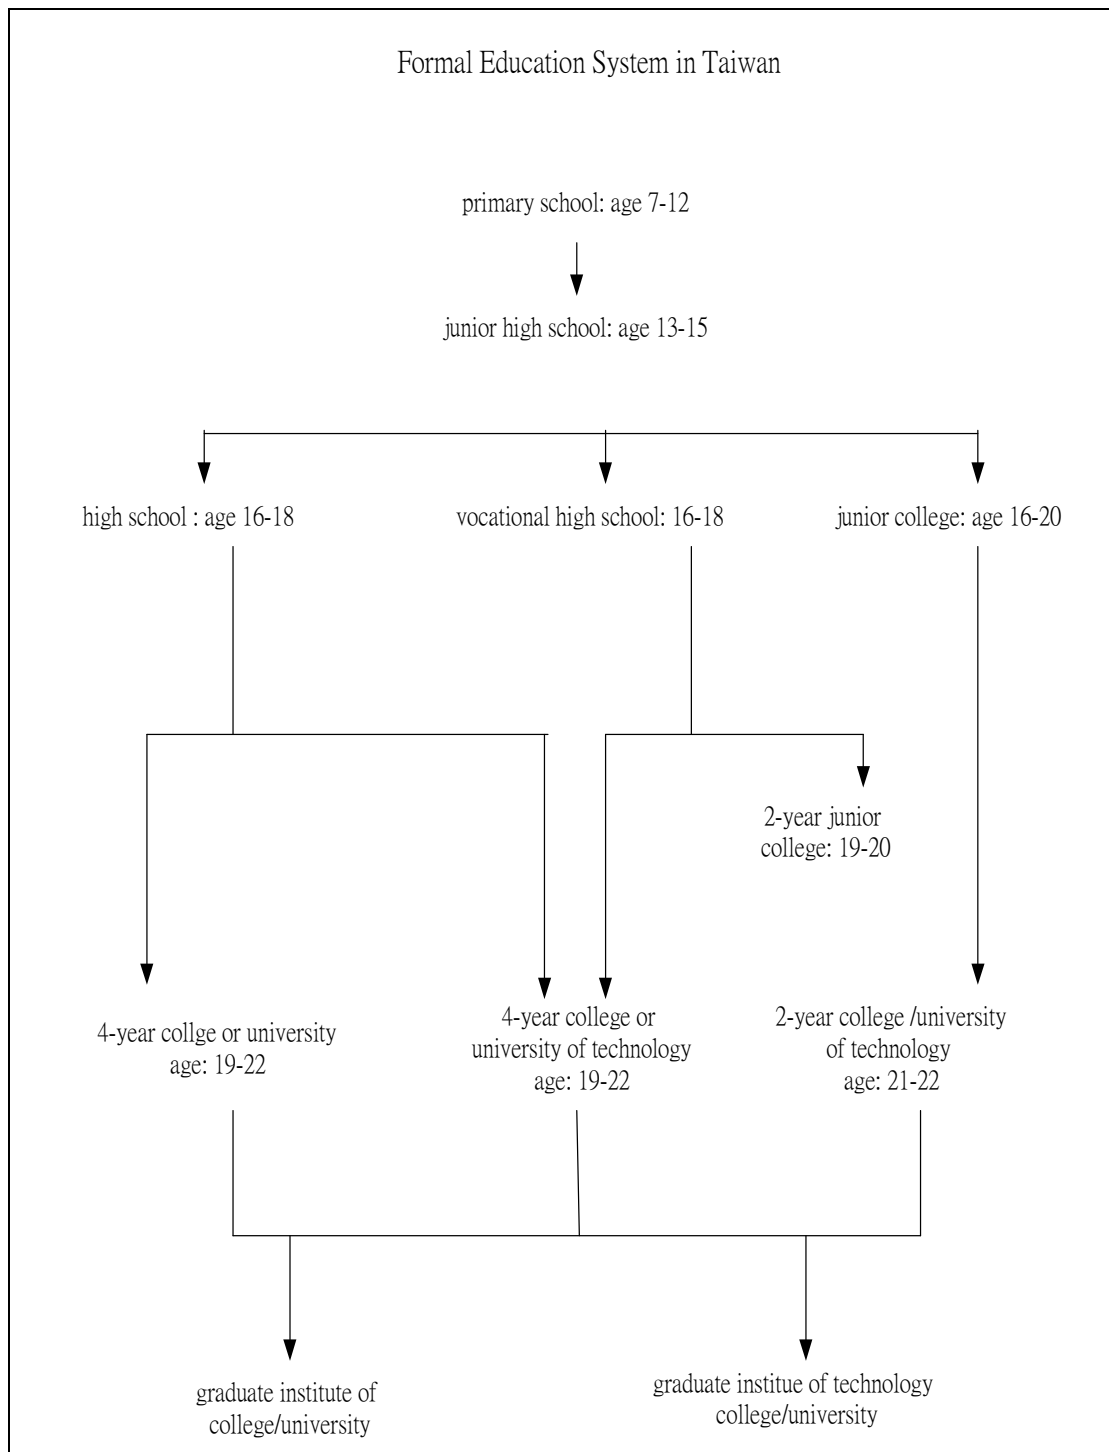 Formal Education System in Taiwan
primary school: age 7-12
junior high school: age 13-15
high school : age 16-18
vocational high school: 16-18
junior college: age 16-20
2-year junior
college: 19-20
4-year collge or university
age: 19-22
4-year college or
university of technology
age: 19-22
2-year college /university
of technology
age: 21-22
graduate institute of
college/university
graduate institue of technology
college/university